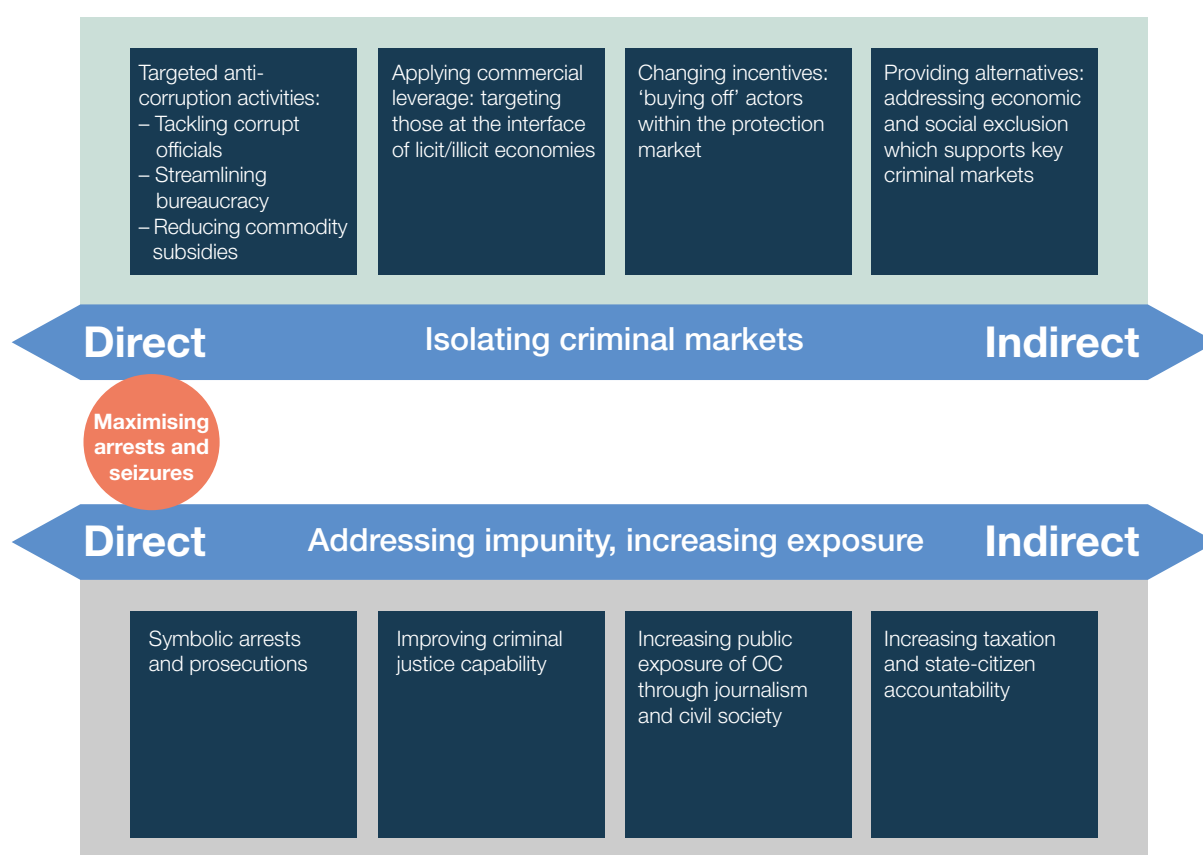 Targeted anti-
corruption activities:
– Tackling corrupt
officials
– Streamlining
bureaucracy
– Reducing commodity
subsidies
Applying commercial
leverage: targeting
those at the interface
of licit/illicit economies
Changing incentives:
‘buying off’ actors
within the protection
market
Providing alternatives:
addressing economic
and social exclusion
which supports key
criminal markets
Direct
Isolating criminal markets
Indirect
Maximising
arrests and
seizures
Direct
Addressing impunity, increasing exposure
Indirect
Symbolic arrests
and prosecutions
Improving criminal
justice capability
Increasing public
exposure of OC
through journalism
and civil society
Increasing taxation
and state-citizen
accountability